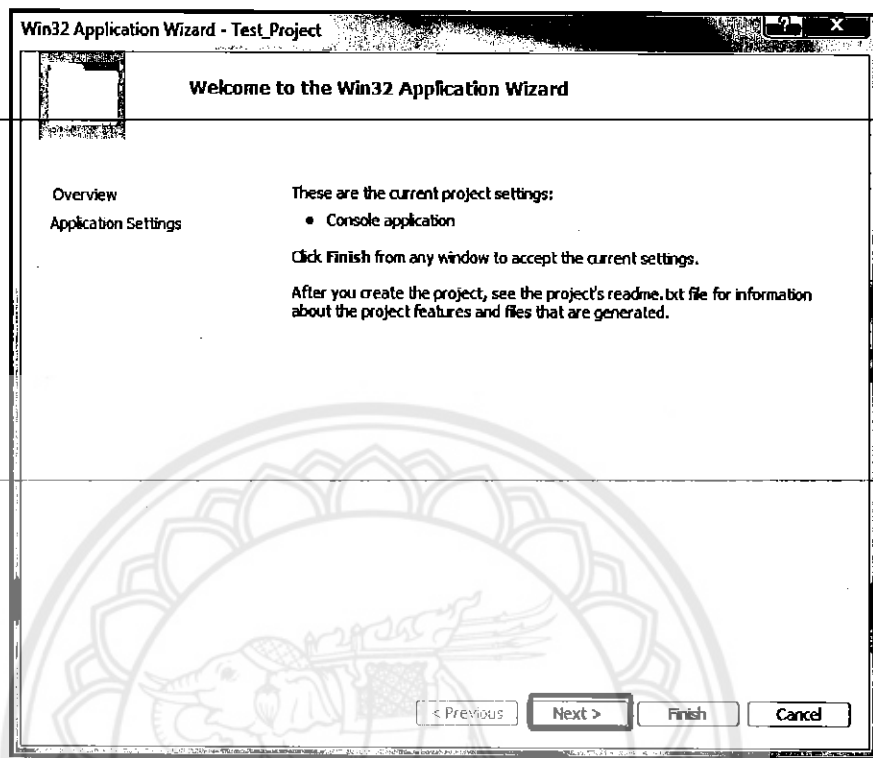 Win32 Application Wizard - Test_Project
? X
Welcome to the Win32 Application Wizard
Overview
Application Settings
These are the current project settings:
• Console application
Click Finish from any window to accept the current settings.
After you create the project, see the project's readme.txt file for information
about the project features and files that are generated.
< Previous
Next >
Finish
Cancel